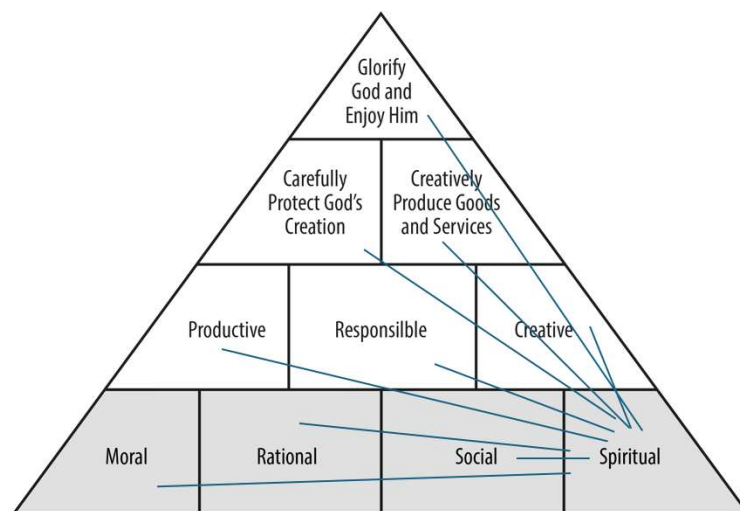 Glorify
God and
Enjoy Him
Carefully
Protect God's
Creation
Creatively
Produce Goods
and Services
Productive
Responsilble
Creative
Moral
Rational
Social
Spiritual